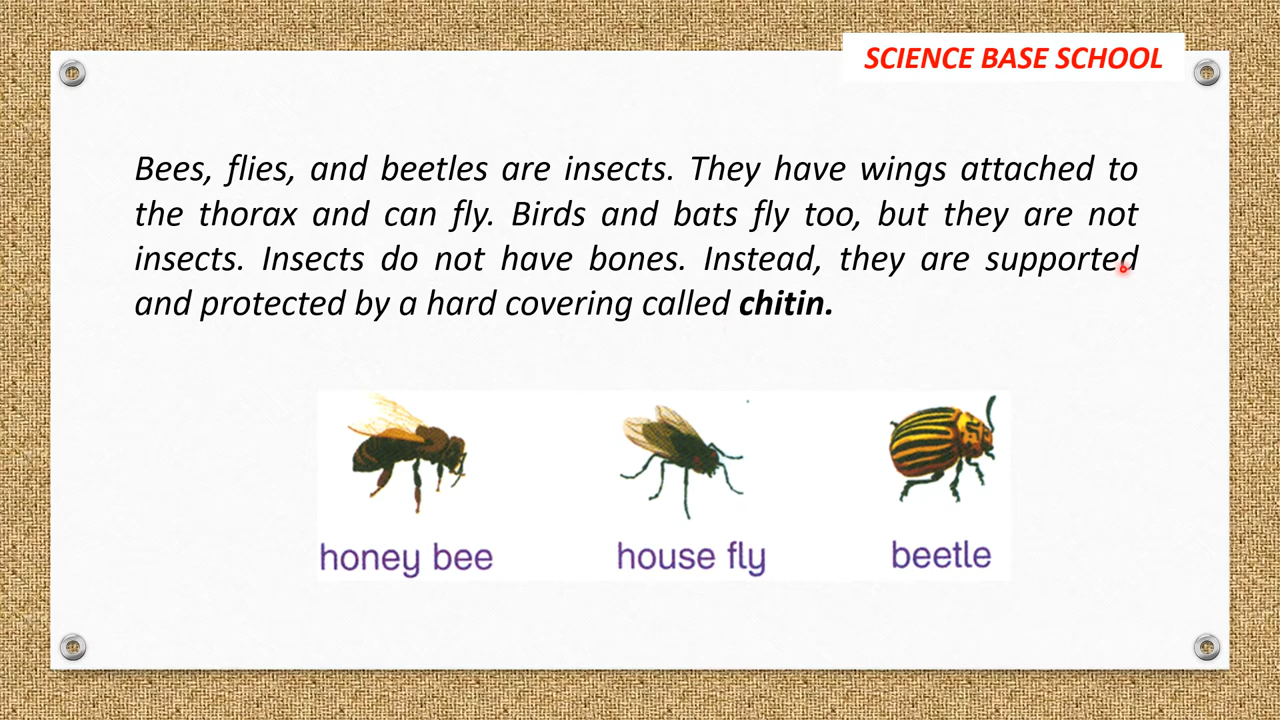 SCIENCE BASE SCHOOL
Bees, flies, and beetles are insects. They have wings attached to
the thorax and can fly. Birds and bats fly too, but they are not
insects. Insects do not have bones. Instead, they are supported
and protected by a hard covering called chitin.
honey bee house fly beetle